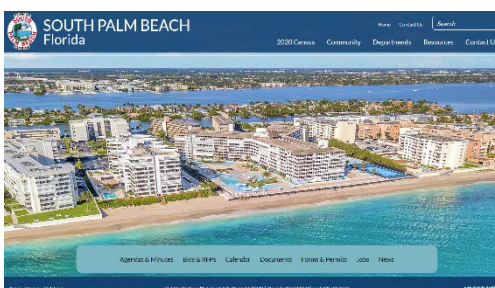 SOUTH PALM BEACH
Florida
Home Contact Us Search
2020 Census Community Departments Resources Contact U
Agendas & Minutes Bids & RFPs Calendar Documents Forms & Permits Jobs News